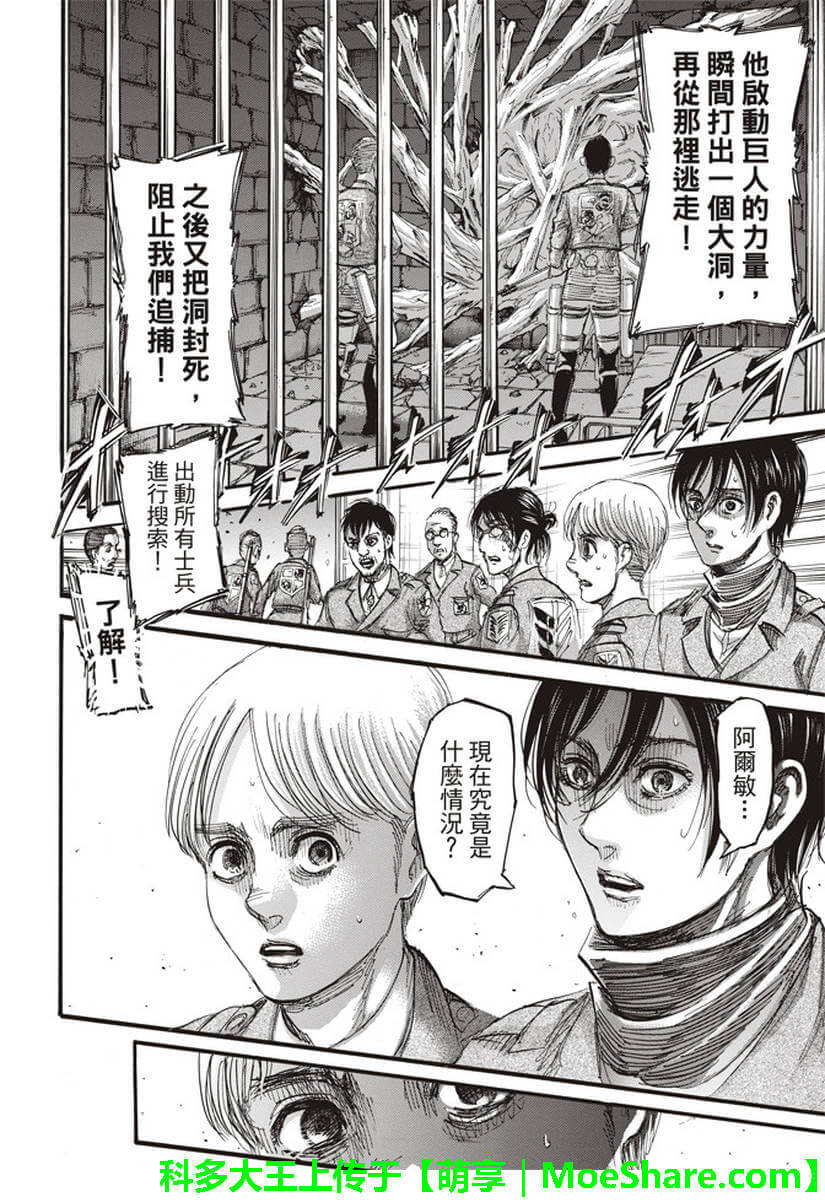 他啟動巨人的力量，
瞬間打出一個大洞，
再從那裡逃走！
之後又把洞封死，
阻止我們追捕！
出動所有士兵
進行搜索！
了解！
阿爾敏…
現在究竟是
什麼情況？
科多大王上传于【萌享╱MoeShare.com】